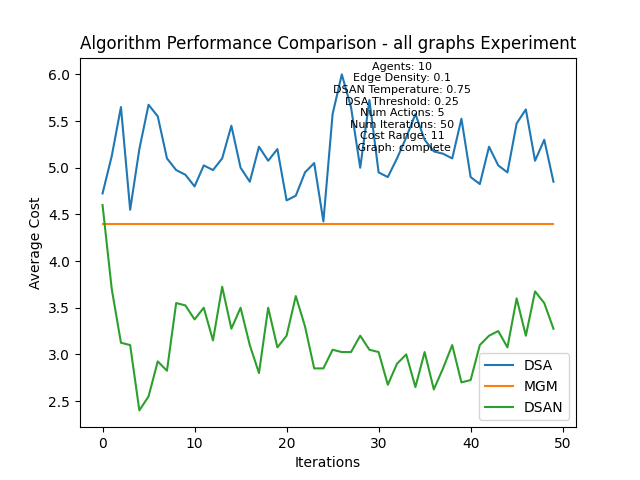 Algorithm Performance Comparison - all graphs Experiment
Agents: 10
Edge Density: 0.1
DSAN Temperature: 0.75
DSA Threshold: 0.25
Num Actions: 5
Num Iterations: 50
Cost Range: 11
Graph: complete
6.0
5.5
5.0
4.5
4.0
3.5
3.0
2.5
Average Cost
0 10 20 30 40 50
Iterations
DSA
MGM
DSAN